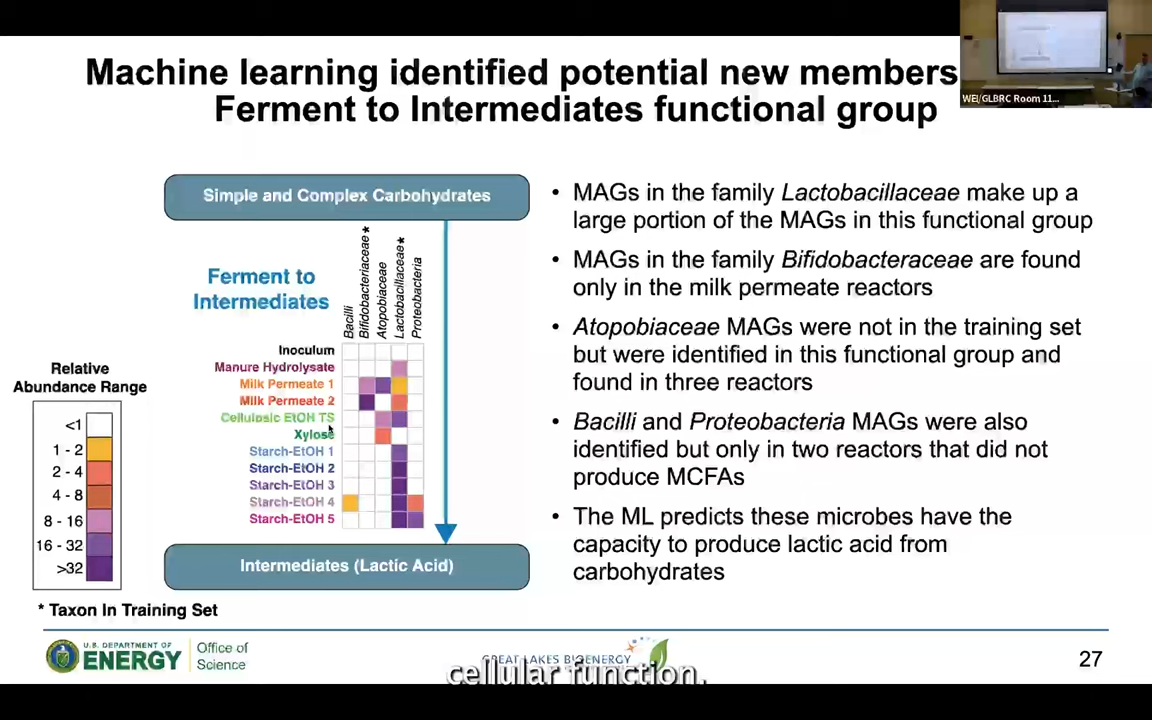 Machine learning identified potential new members
Ferment to Intermediates functional group
WEI/GLBRC Room 11...
Simple and Complex Carbohydrates
Ferment to
Intermediates
Bacilli
Bifidobacteriaceae★
Atopobiaceae
Lactobacillaceae★
Proteobacteria
Inoculum
Manure Hydrolysate
Milk Permeate 1
Milk Permeate 2
Cellulosic EtOH TS
Xylose
Starch-EtOH 1
Starch-EtOH 2
Starch-EtOH 3
Starch-EtOH 4
Starch-EtOH 5
Intermediates (Lactic Acid)
Relative
Abundance Range
<1
1 - 2
2 - 4
4 - 8
8 - 16
16 - 32
>32
* Taxon In Training Set
• MAGs in the family Lactobacillaceae make up a
large portion of the MAGs in this functional group
• MAGs in the family Bifidobacteraceae are found
only in the milk permeate reactors
• Atopobiaceae MAGs were not in the training set
but were identified in this functional group and
found in three reactors
• Bacilli and Proteobacteria MAGs were also
identified but only in two reactors that did not
produce MCFAs
• The ML predicts these microbes have the
capacity to produce lactic acid from
carbohydrates
U.S. DEPARTMENT OF
ENERGY
Office of
Science
GREAT LAKES BIOENERGY
27
cellular function.